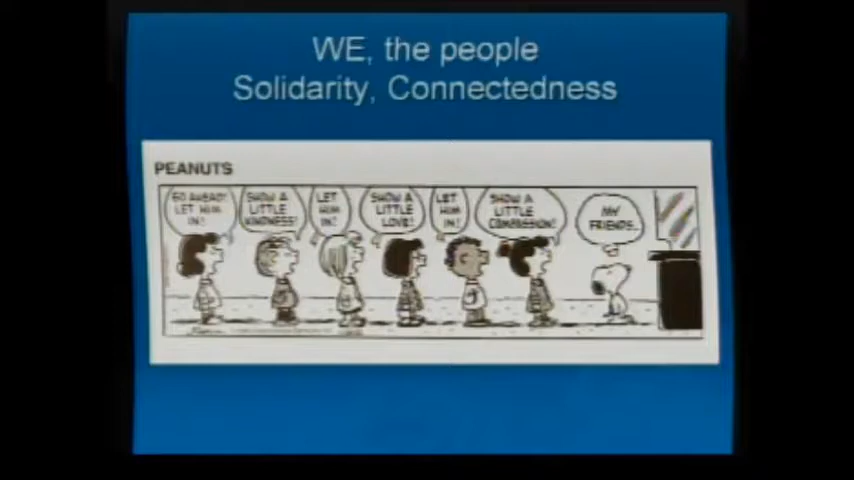 WE, the people
Solidarity, Connectedness
PEANUTS
GO AHEAD!
LET HIM
IN!
SHOW A
LITTLE
KINDNESS!
LET
HIM
IN!
SHOW A
LITTLE
LOVE!
LET
HIM
IN!
SHOW A
LITTLE
COMPASSION!
MY
FRIENDS..